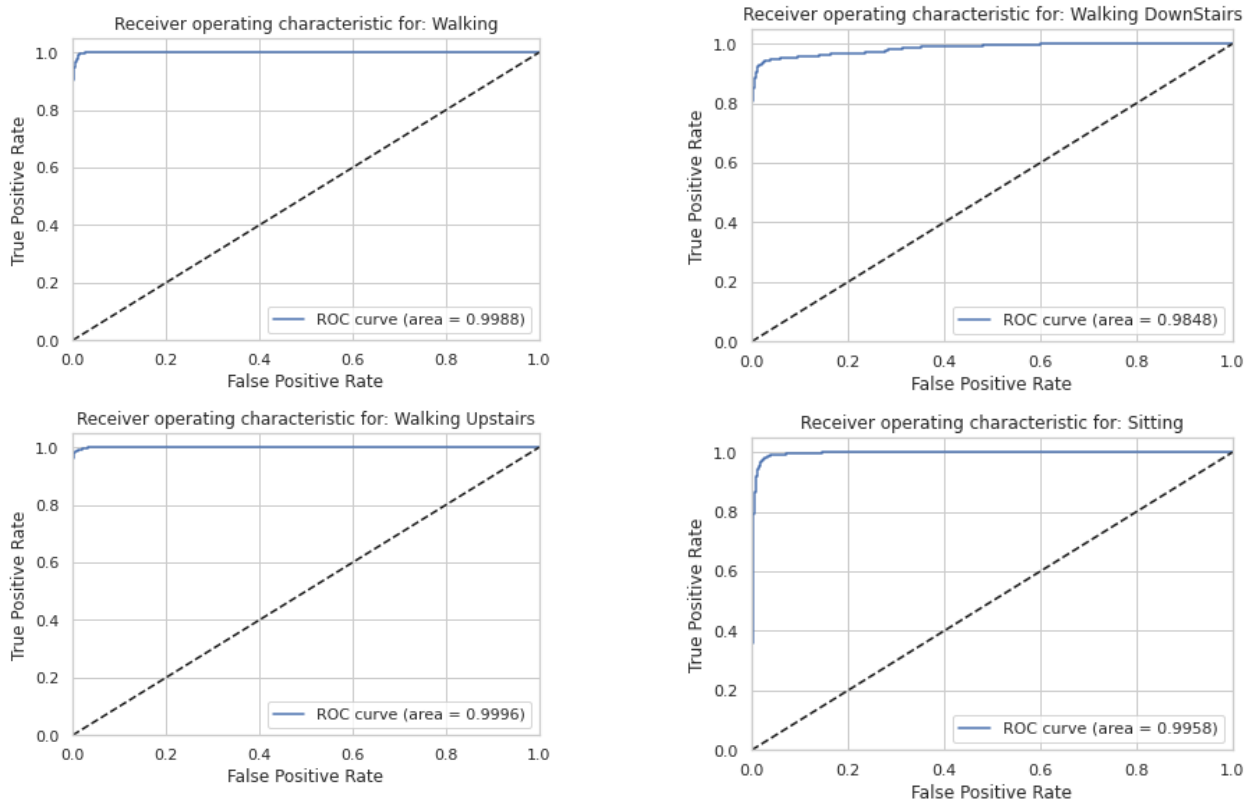 Receiver operating characteristic for: Walking
1.0
0.8
0.6
0.4
0.2
0.0
True Positive Rate
ROC curve (area = 0.9988)
0.0 0.2 0.4 0.6 0.8 1.0
False Positive Rate
Receiver operating characteristic for: Walking DownStairs
1.0
0.8
0.6
0.4
0.2
0.0
True Positive Rate
ROC curve (area = 0.9848)
0.0 0.2 0.4 0.6 0.8 1.0
False Positive Rate
Receiver operating characteristic for: Walking Upstairs
1.0
0.8
0.6
0.4
0.2
0.0
True Positive Rate
ROC curve (area = 0.9996)
0.0 0.2 0.4 0.6 0.8 1.0
False Positive Rate
Receiver operating characteristic for: Sitting
1.0
0.8
0.6
0.4
0.2
0.0
True Positive Rate
ROC curve (area = 0.9958)
0.0 0.2 0.4 0.6 0.8 1.0
False Positive Rate